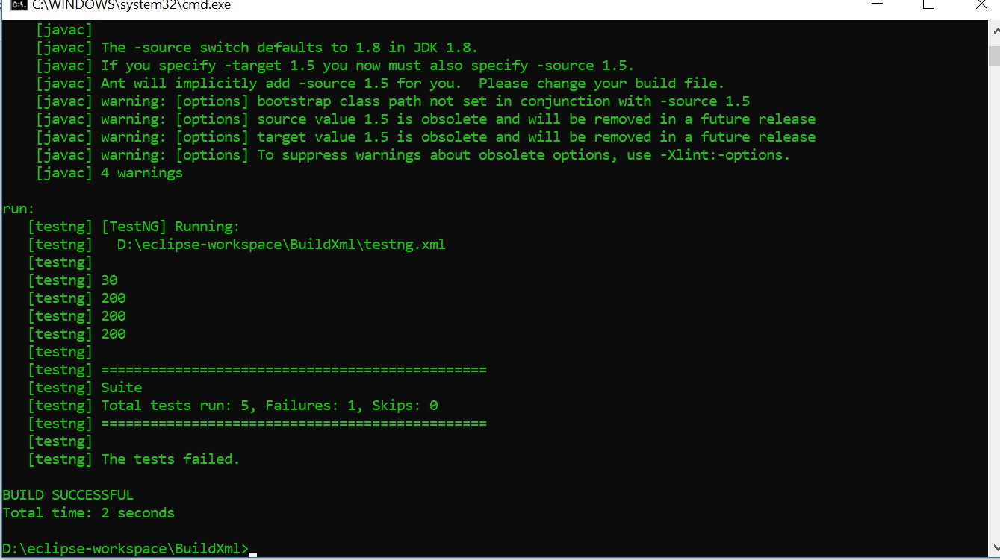 C:\WINDOWS\system32\cmd.exe
[javac]
[javac] The -source switch defaults to 1.8 in JDK 1.8.
[javac] If you specify -target 1.5 you now must also specify -source 1.5.
[javac] Ant will implicitly add -source 1.5 for you.  Please change your build file.
[javac] warning: [options] bootstrap class path not set in conjunction with -source 1.5
[javac] warning: [options] source value 1.5 is obsolete and will be removed in a future release
[javac] warning: [options] target value 1.5 is obsolete and will be removed in a future release
[javac] warning: [options] To suppress warnings about obsolete options, use -Xlint:-options.
[javac] 4 warnings
run:
[testng] [TestNG] Running:
[testng]   D:\eclipse-workspace\BuildXml\testng.xml
[testng]
[testng] 30
[testng] 200
[testng] 200
[testng] 200
[testng]
[testng] ===============================================
[testng] Suite
[testng] Total tests run: 5, Failures: 1, Skips: 0
[testng] ===============================================
[testng]
[testng] The tests failed.
BUILD SUCCESSFUL
Total time: 2 seconds
D:\eclipse-workspace\BuildXml>